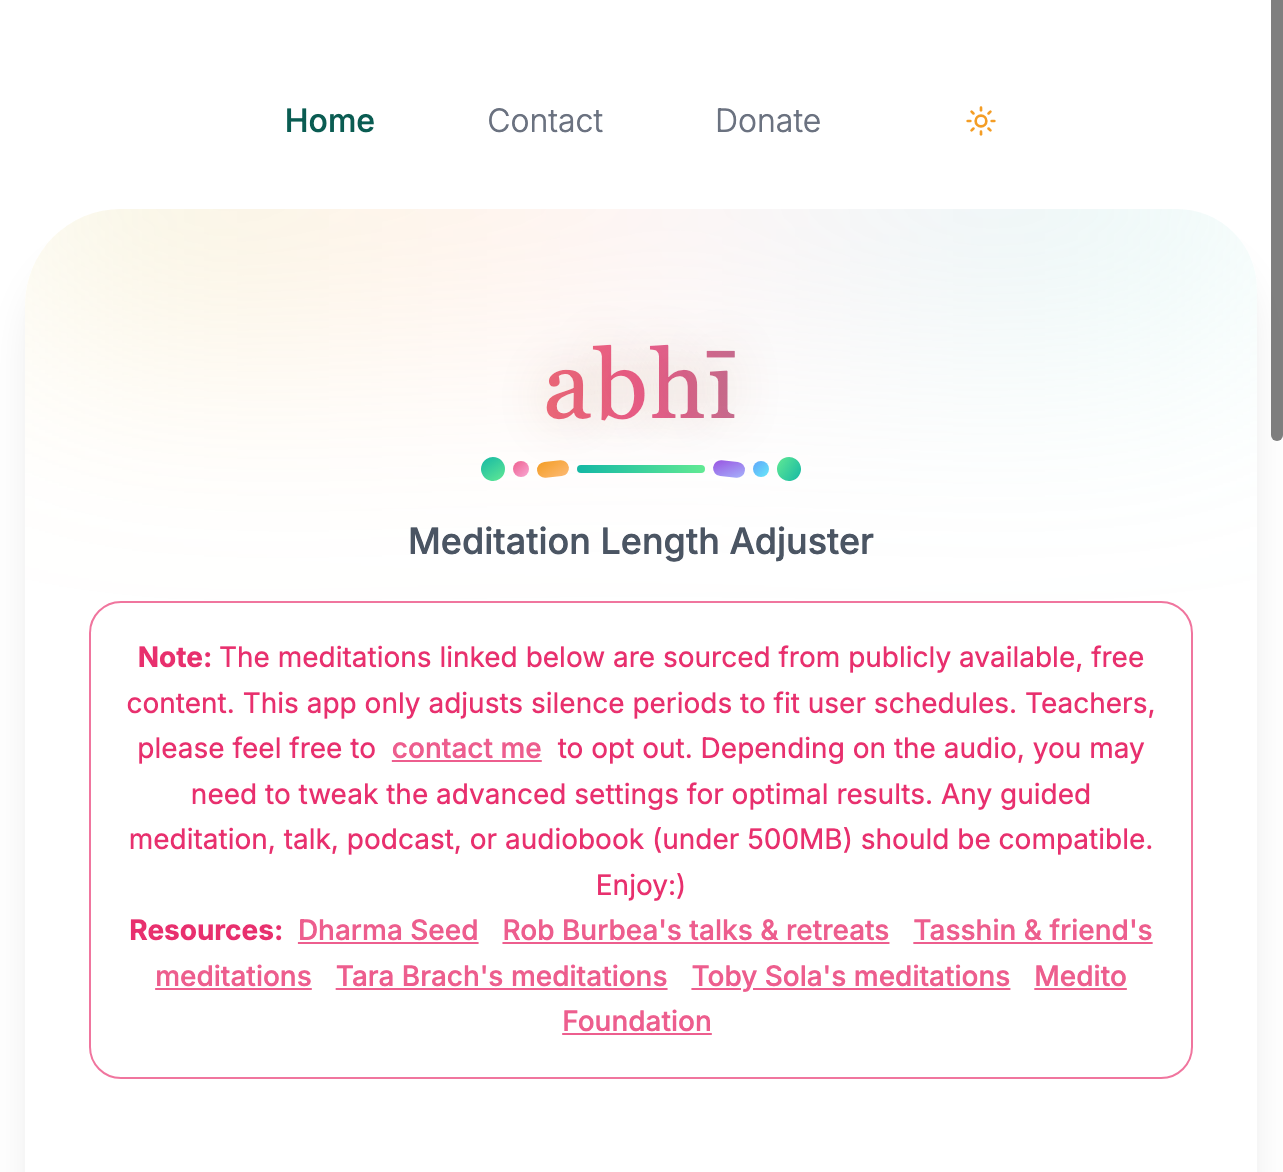 Home Contact Donate
abhī
Meditation Length Adjuster
Note: The meditations linked below are sourced from publicly available, free
content. This app only adjusts silence periods to fit user schedules. Teachers,
please feel free to contact me to opt out. Depending on the audio, you may
need to tweak the advanced settings for optimal results. Any guided
meditation, talk, podcast, or audiobook (under 500MB) should be compatible.
Enjoy:)
Resources: Dharma Seed Rob Burbea's talks & retreats Tasshin & friend's
meditations Tara Brach's meditations Toby Sola's meditations Medito
Foundation